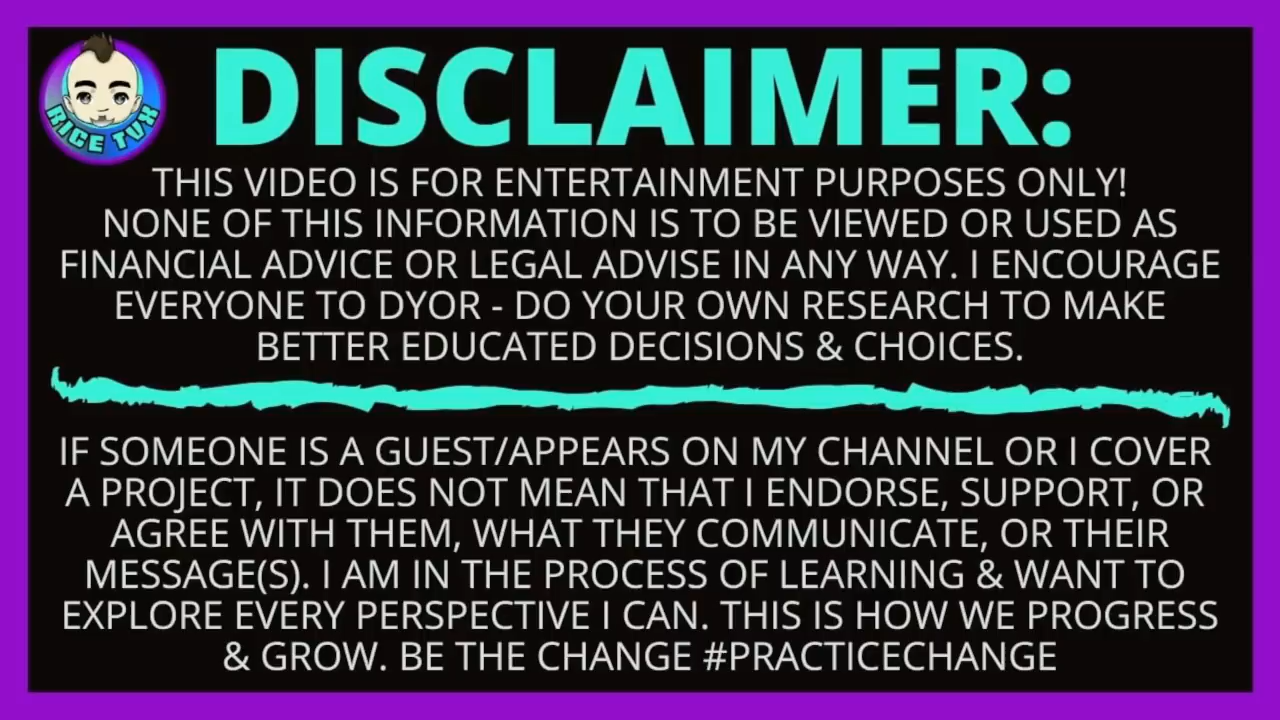 RICE TVX
DISCLAIMER:
THIS VIDEO IS FOR ENTERTAINMENT PURPOSES ONLY!
NONE OF THIS INFORMATION IS TO BE VIEWED OR USED AS
FINANCIAL ADVICE OR LEGAL ADVISE IN ANY WAY. I ENCOURAGE
EVERYONE TO DYOR - DO YOUR OWN RESEARCH TO MAKE
BETTER EDUCATED DECISIONS & CHOICES.
IF SOMEONE IS A GUEST/APPEARS ON MY CHANNEL OR I COVER
A PROJECT, IT DOES NOT MEAN THAT I ENDORSE, SUPPORT, OR
AGREE WITH THEM, WHAT THEY COMMUNICATE, OR THEIR
MESSAGE(S). I AM IN THE PROCESS OF LEARNING & WANT TO
EXPLORE EVERY PERSPECTIVE I CAN. THIS IS HOW WE PROGRESS
& GROW. BE THE CHANGE #PRACTICECHANGE